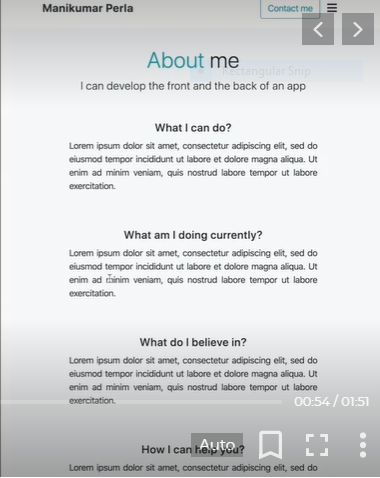 Manikumar Perla
Contact me
About me
Rectangular Snip
I can develop the front and the back of an app
What I can do?
Lorem ipsum dolor sit amet, consectetur adipiscing elit, sed do
eiusmod tempor incididunt ut labore et dolore magna aliqua. Ut
enim ad minim veniam, quis nostrud labore tempor ut labore
exercitation.
What am I doing currently?
Lorem ipsum dolor sit amet, consectetur adipiscing elit, sed do
eiusmod tempor incididunt ut labore et dolore magna aliqua. Ut
enim ad minim veniam, quis nostrud labore tempor ut labore
exercitation.
What do I believe in?
Lorem ipsum dolor sit amet, consectetur adipiscing elit, sed do
eiusmod tempor incididunt ut labore et dolore magna aliqua. Ut
enim ad minim veniam, quis nostrud labore tempor ut labore
exercitation.
00:54 / 01:51
Auto
How I can help you?
Lorem ipsum dolor sit amet, consectetur adipiscing elit, sed do